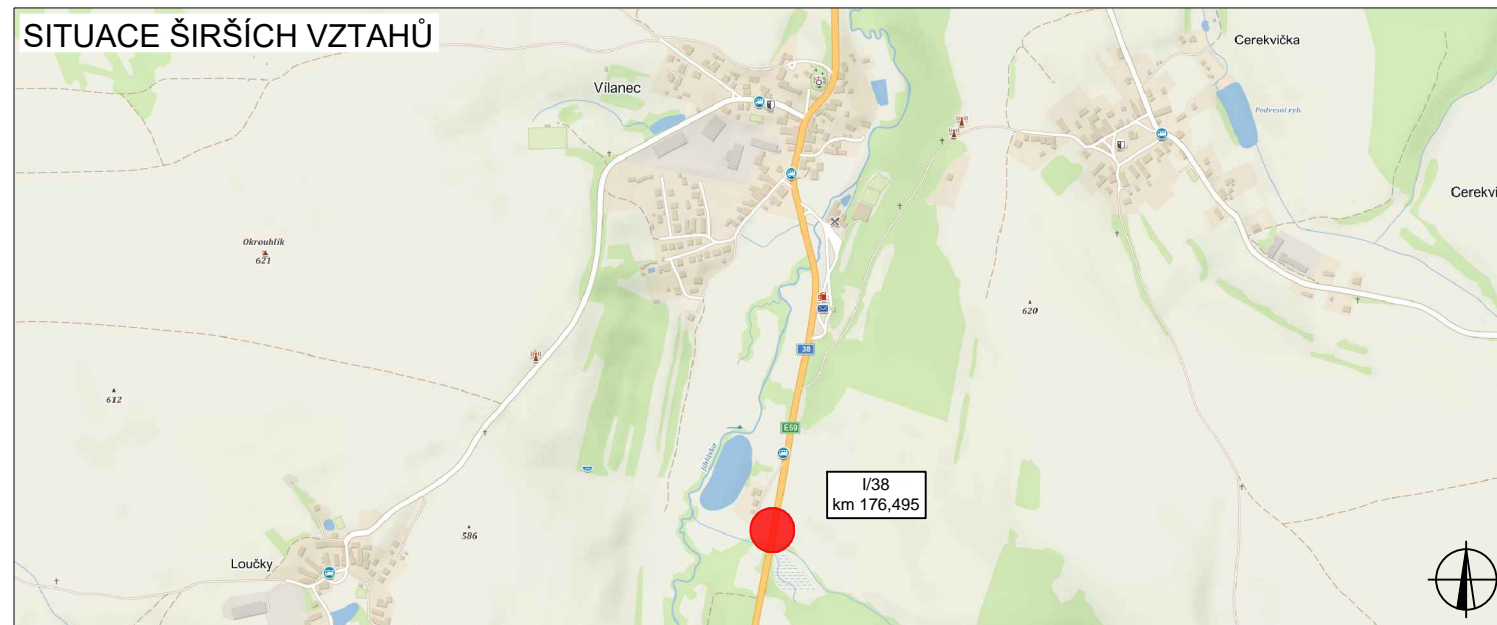 SITUACE ŠIRŠÍCH VZTAHŮ
Cerekvička
Vílanec
Podvesní ryb.
Cerekvi
Okrouhlík
621
620
38
612
E59
Jihlávka
I/38
km 176,495
586
Loučky